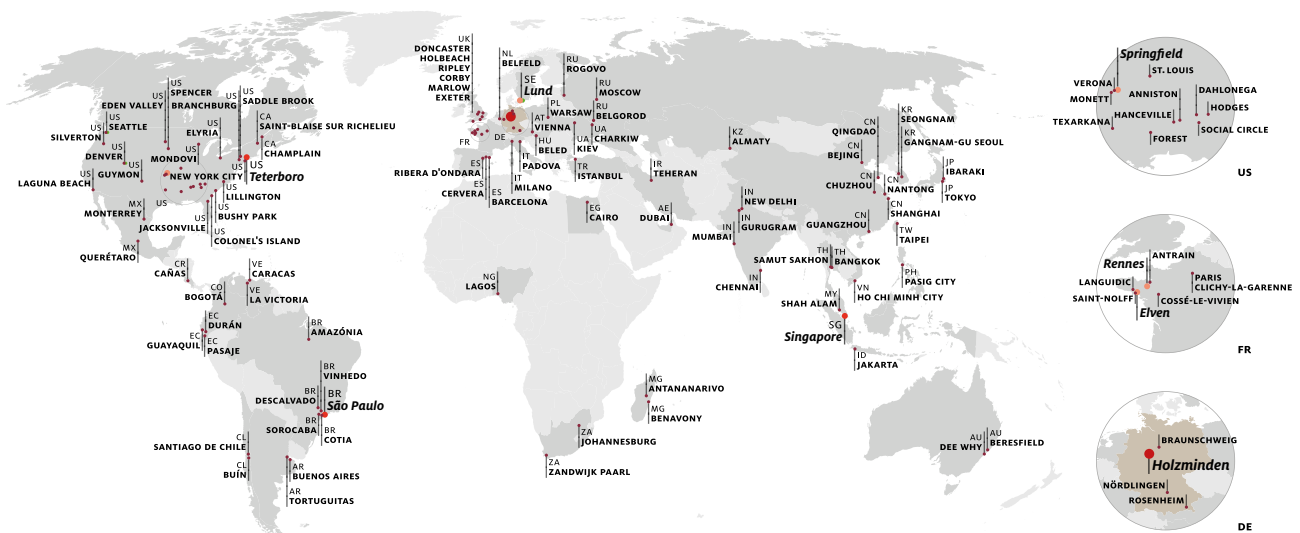 UK
DONCASTER
HOLBEACH
RIPLEY
CORBY
MARLOW
EXETER
NL
BELFELD
SE
Lund
RU
ROGOVO
RU
MOSCOW
PL
WARSAW
RU
BELGOROD
AT
VIENNA
UA
CHARKIW
HU
BELED
UA
KIEV
DE
FR
IT
PADOVA
IT
MILANO
TR
ISTANBUL
ES
RIBERA D'ONDARA
ES
CERVERA
ES
BARCELONA
US
SPENCER
US
EDEN VALLEY
US
BRANCHBURG
US
SADDLE BROOK
US
SEATTLE
US
SILVERTON
US
ELYRIA
CA
SAINT-BLAISE SUR RICHELIEU
CA
CHAMPLAIN
US
DENVER
US
MONDOVI
US
GUYMON
US
NEW YORK CITY
US
Teterboro
US
LAGUNA BEACH
US
LILLINGTON
US
US
BUSHY PARK
MX
MONTERREY
US
JACKSONVILLE
US
COLONEL'S ISLAND
MX
QUERÉTARO
CR
CAÑAS
VE
CARACAS
CO
BOGOTÁ
VE
LA VICTORIA
EC
DURÁN
EC
GUAYAQUIL
EC
PASAJE
BR
AMAZÓNIA
BR
VINHEDO
BR
DESCALVADO
BR
São Paulo
BR
SOROCABA
BR
COTIA
CL
SANTIAGO DE CHILE
CL
BUÍN
AR
BUENOS AIRES
AR
TORTUGUITAS
EG
CAIRO
NG
LAGOS
MG
ANTANANARIVO
MG
BENAVONY
ZA
JOHANNESBURG
ZA
ZANDWIJK PAARL
KZ
ALMATY
IR
TEHERAN
AE
DUBAI
IN
NEW DELHI
IN
GURUGRAM
IN
MUMBAI
IN
CHENNAI
KR
SEONGNAM
CN
QINGDAO
KR
GANGNAM-GU SEOUL
CN
BEJING
JP
IBARAKI
CN
CHUZHOU
CN
NANTONG
JP
TOKYO
CN
SHANGHAI
CN
GUANGZHOU
TW
TAIPEI
TH
SAMUT SAKHON
TH
BANGKOK
PH
PASIG CITY
MY
SHAH ALAM
VN
HO CHI MINH CITY
SG
Singapore
ID
JAKARTA
AU
DEE WHY
AU
BERESFIELD
Springfield
ST. LOUIS
VERONA
MONETT
ANNISTON
DAHLONEGA
HODGES
HANCEVILLE
TEXARKANA
SOCIAL CIRCLE
FOREST
US
ANTRAIN
Rennes
PARIS
CLICHY-LA-GARENNE
LANGUIDIC
SAINT-NOLFF
COSSÉ-LE-VIVIEN
Elven
FR
BRAUNSCHWEIG
Holzminden
NÖRDLINGEN
ROSENHEIM
DE